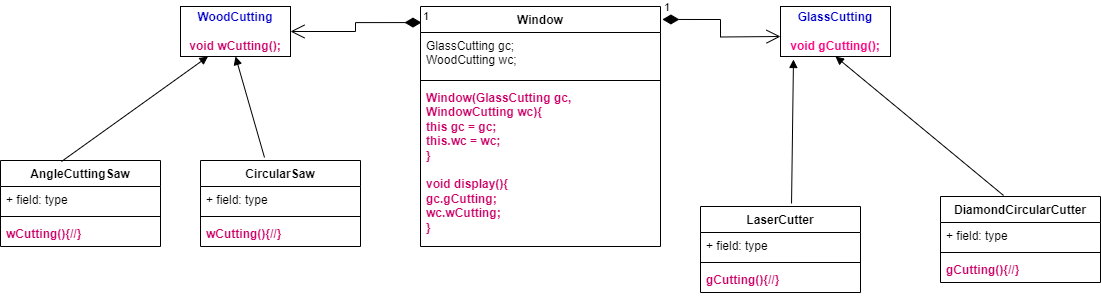 WoodCutting
void wCutting();
1
Window
GlassCutting gc;
WoodCutting wc;
Window(GlassCutting gc,
WindowCutting wc){
this gc = gc;
this.wc = wc;
}
void display(){
gc.gCutting;
wc.wCutting;
}
1
GlassCutting
void gCutting();
AngleCuttingSaw
+ field: type
wCutting(){//}
CircularSaw
+ field: type
wCutting(){//}
LaserCutter
+ field: type
gCutting(){//}
DiamondCircularCutter
+ field: type
gCutting(){//}